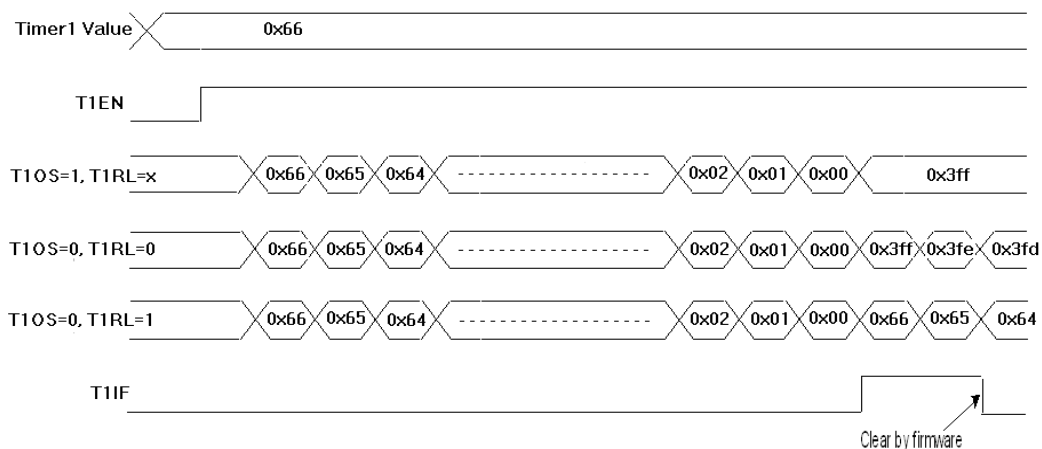 Timer1 Value 0x66
T1EN
T1OS=1, T1RL=x 0x66 0x65 0x64 0x02 0x01 0x00 0x3ff
T1OS=0, T1RL=0 0x66 0x65 0x64 0x02 0x01 0x00 0x3ff 0x3fe 0x3fd
T1OS=0, T1RL=1 0x66 0x65 0x64 0x02 0x01 0x00 0x66 0x65 0x64
T1IF
Clear by firmware